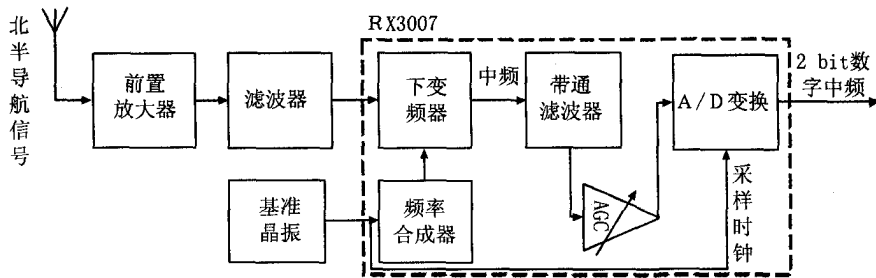 RX3007
北半导航信号
前置
放大器
滤波器
下变
频器
中频
带通
滤波器
A/D变换
2 bit数
字中频
基准
晶振
频率
合成器
AGC
采样时钟